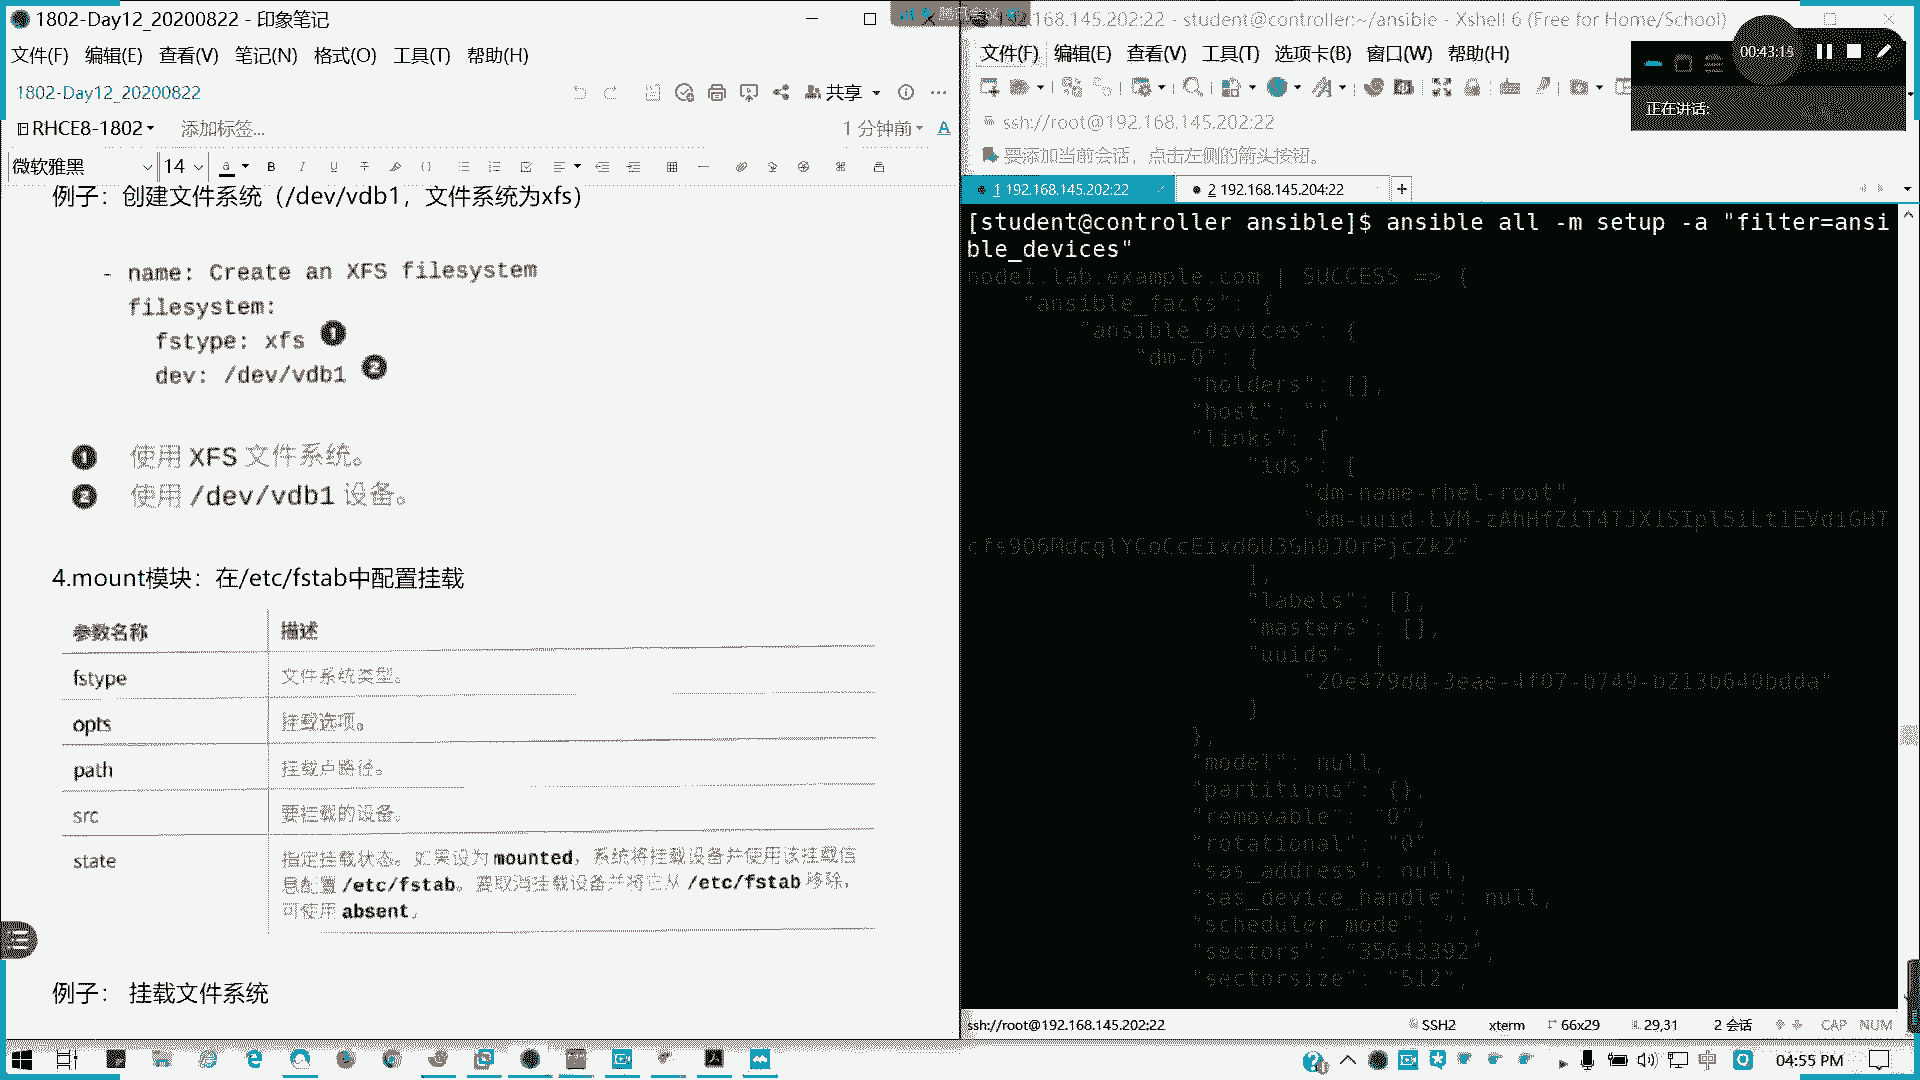 1802-Day12_20200822 - 印象笔记
文件(F) 编辑(E) 查看(V) 笔记(N) 格式(O) 工具(T) 帮助(H)
1802-Day12_20200822
共享
RHCE8-1802
添加标签...
1 分钟前
微软雅黑 14
例子：创建文件系统（/dev/vdb1，文件系统为xfs）
- name: Create an XFS filesystem
filesystem:
fstype: xfs 1
dev: /dev/vdb1 2
1 使用 XFS 文件系统。
2 使用 /dev/vdb1 设备。
4.mount模块：在/etc/fstab中配置挂载
参数名称 描述
fstype 文件系统类型。
opts 挂载选项。
path 挂载点路径。
src 要挂载的设备。
state 指定挂载状态。如果设为 mounted，系统将挂载设备并使用该挂载信
息配置 /etc/fstab。要取消挂载设备并将它从 /etc/fstab 移除，
可使用 absent。
例子： 挂载文件系统
192.168.145.202:22 - student@controller:~/ansible - Xshell 6 (Free for Home/School)
文件(F) 编辑(E) 查看(V) 工具(T) 选项卡(B) 窗口(W) 帮助(H)
00:43:15
正在讲话:
ssh://root@192.168.145.202:22
要添加当前会话，点击左侧的箭头按钮。
1 192.168.145.202:22
2 192.168.145.204:22
+
[student@controller ansible]$ ansible all -m setup -a "filter=ansi
ble_devices"
node1.lab.example.com | SUCCESS => {
"ansible_facts": {
"ansible_devices": {
"dm-0": {
"holders": [],
"host": "",
"links": {
"ids": [
"dm-name-rhel-root",
],
"labels": [],
"masters": [],
"uuids": [
"20e479dd-3eae-4f07-b749-b213b640bdda"
]
},
"model": null,
"partitions": {},
"removable": "0",
"rotational": "0",
"sas_address": null,
"sas_device_handle": null,
"scheduler_mode": "",
"sectors": "35643392",
"sectorsize": "512",
ssh://root@192.168.145.202:22
SSH2 xterm 66x29 29,31 2 会话 CAP NUM
04:55 PM